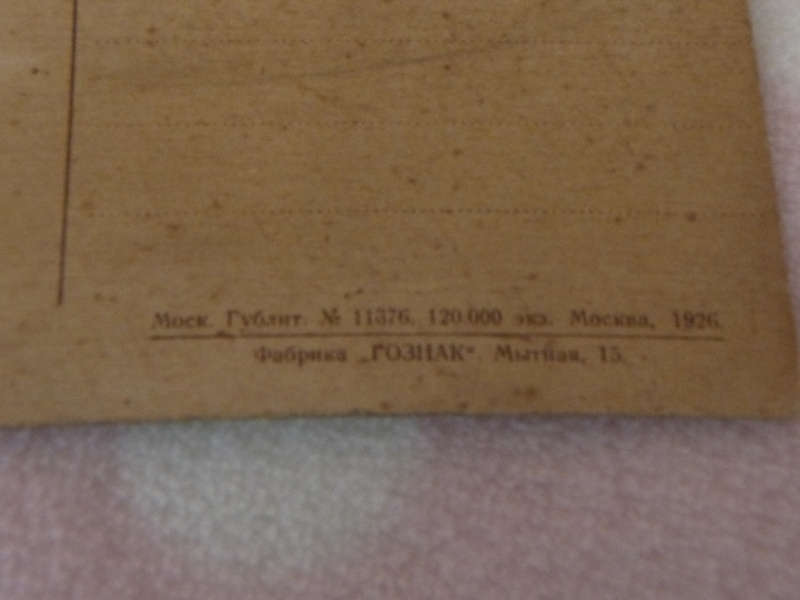 Моск. Гублит № 11376. 120.000 экз. Москва, 1926.
Фабрика „ГОЗНАК“ Мытная, 15.